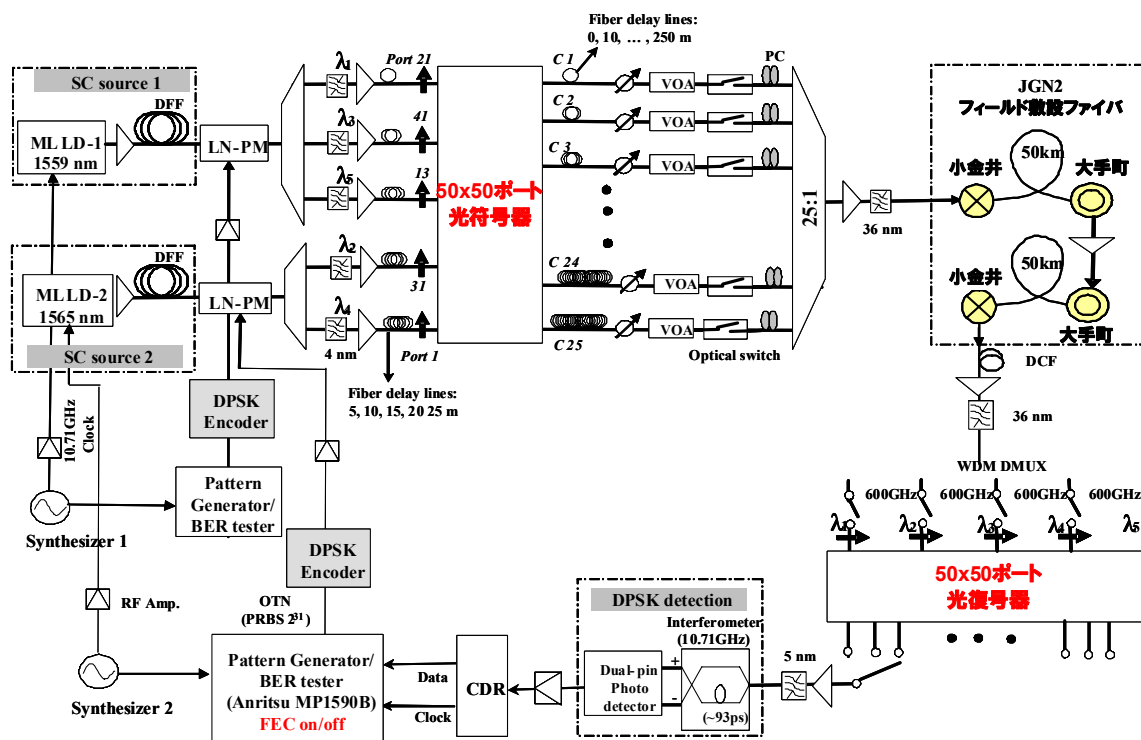 SC source 1
DFF
MLLD-1
1559 nm
LN-PM
λ1
Port 21
λ3
41
λ5
13
λ2
31
λ4
Port 1
4 nm
Fiber delay lines:
5, 10, 15, 20 25 m
DFF
MLLD-2
1565 nm
LN-PM
SC source 2
50x50ポート
光符号器
Fiber delay lines:
0, 10, … , 250 m
C 1
C 2
C 3
C 24
C 25
VOA
VOA
VOA
VOA
VOA
PC
Optical switch
25:1
36 nm
JGN2
フィールド敷設ファイバ
50km
小金井
大手町
50km
小金井
大手町
DCF
36 nm
WDM DMUX
600GHz
600GHz
600GHz
600GHz
λ1
λ2
λ3
λ4
λ5
50x50ポート
光復号器
10.71GHz
Clock
DPSK
Encoder
Pattern
Generator/
BER tester
Synthesizer 1
DPSK
Encoder
RF Amp.
OTN
(PRBS 2³¹)
Synthesizer 2
Pattern Generator/
BER tester
(Anritsu MP1590B)
FEC on/off
Data
Clock
CDR
DPSK detection
Interferometer
(10.71GHz)
Dual-pin
Photo
detector
+
-
(~93ps)
5 nm